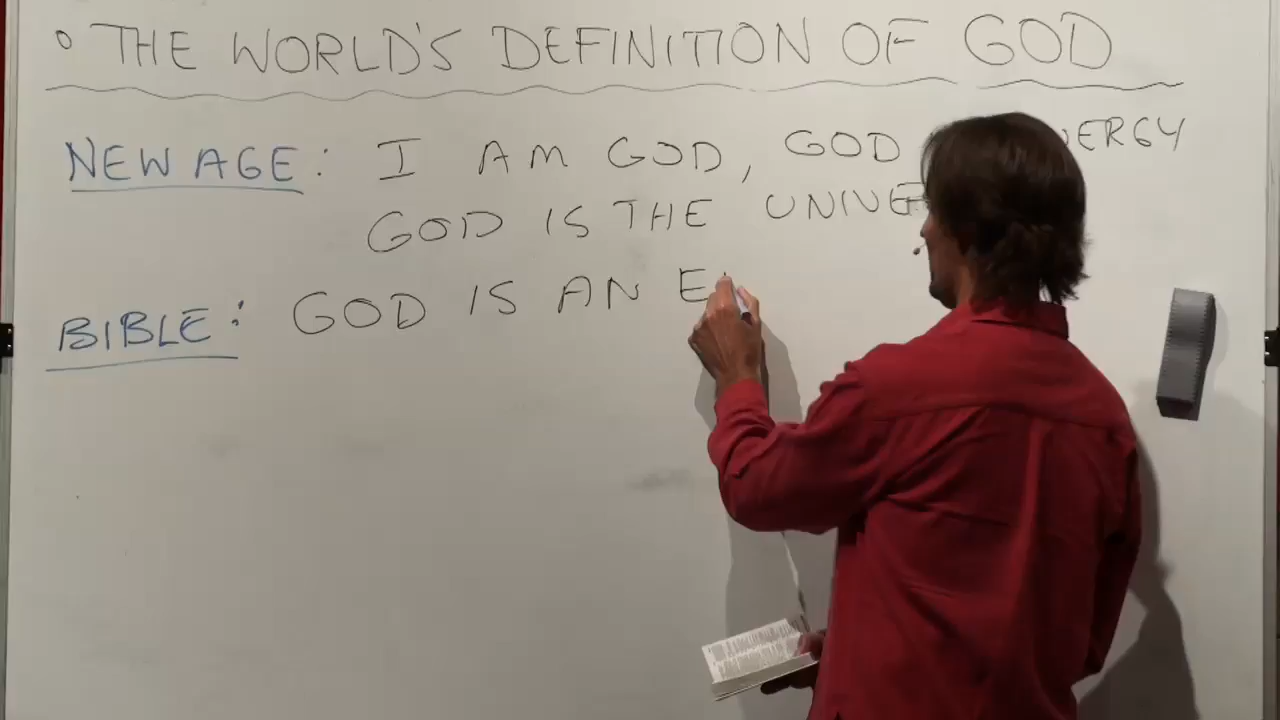 ° THE WORLD'S DEFINITION OF GOD
NEW AGE: I AM GOD, GOD
GOD IS THE
BIBLE: GOD IS AN